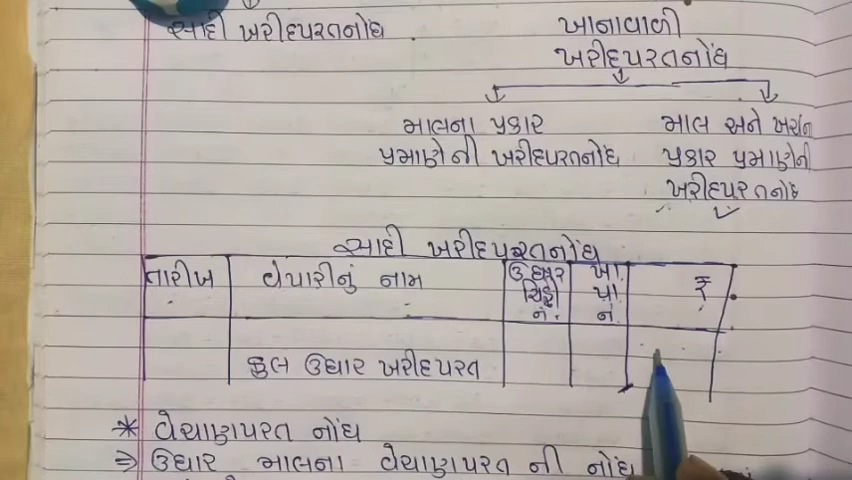 સાદી ખરીદપરતનોંધ
ખાનાવાળી
ખરીદપરતનોંધ
માલના પ્રકાર
પ્રમાણેની ખરીદપરતનોંધ
માલ અને ખર્ચના
પ્રકાર પ્રમાણેની
ખરીદપરતનોંધ
સાદી ખરીદપરતનોંધ
તારીખ વેપારીનું નામ ઉધાર ચિઠ્ઠી નં. ખા. પા. નં. ₹
કુલ ઉધાર ખરીદપરત
* વેચાણપરત નોંધ
⇒ ઉધાર માલના વેચાણપરત ની નોંધ